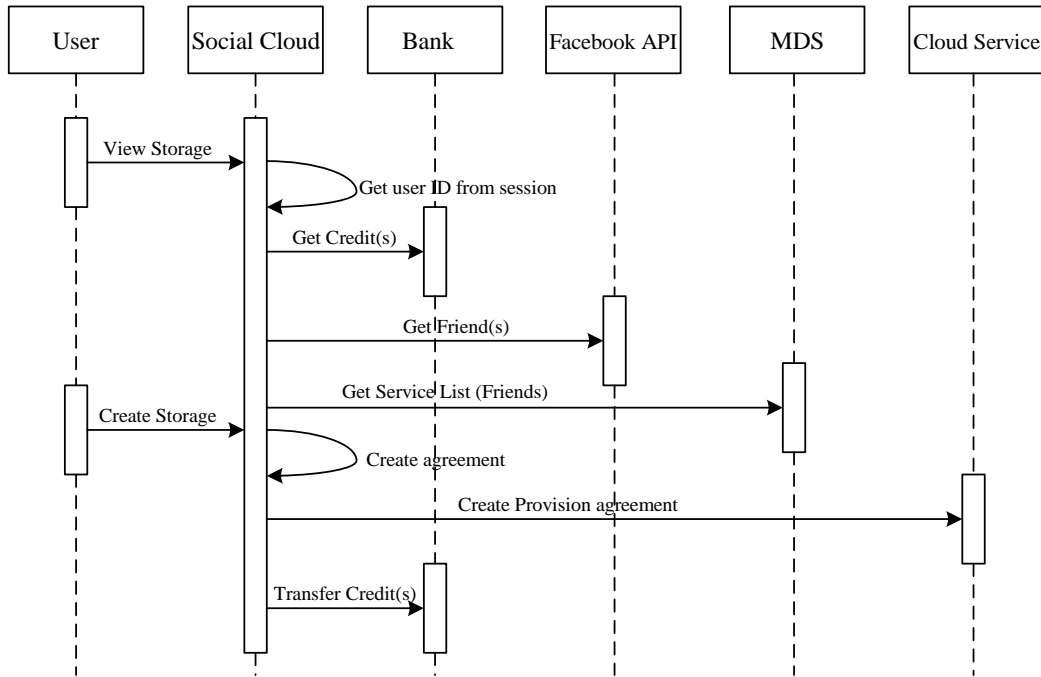 User
Social Cloud
Bank
Facebook API
MDS
Cloud Service
View Storage
Get user ID from session
Get Credit(s)
Get Friend(s)
Get Service List (Friends)
Create Storage
Create agreement
Create Provision agreement
Transfer Credit(s)